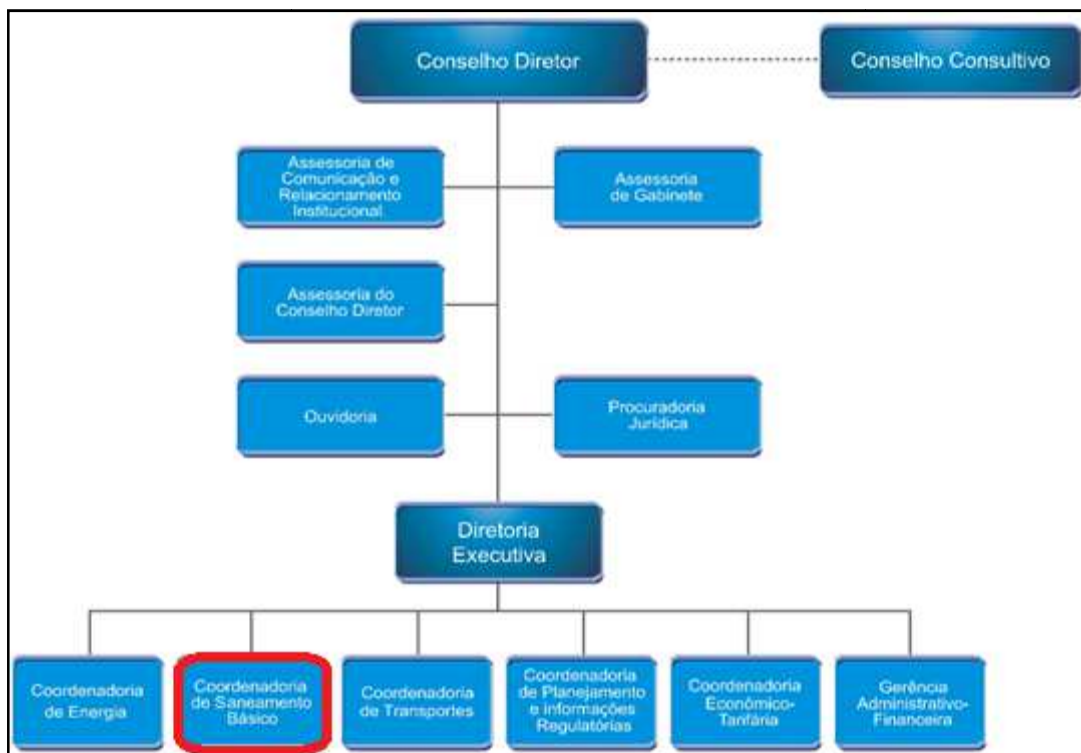 Conselho Diretor
Conselho Consultivo
Assessoria de
Comunicação e
Relacionamento
Institucional
Assessoria
de Gabinete
Assessoria do
Conselho Diretor
Ouvidoria
Procuradoria
Jurídica
Diretoria
Executiva
Coordenadoria
de Energia
Coordenadoria
de Saneamento
Básico
Coordenadoria
de Transportes
Coordenadoria
de Planejamento
e informações
Regulatórias
Coordenadoria
Econômico-
Tarifária
Gerência
Administrativo-
Financeira